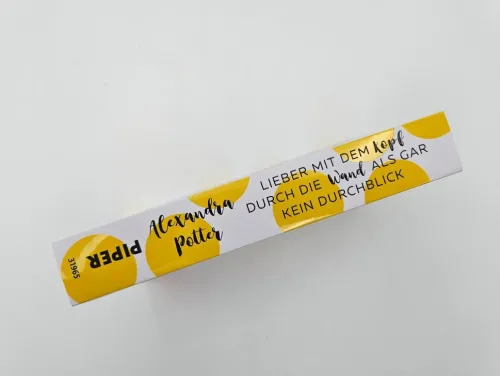 Alexandra
Potter
LIEBER MIT DEM Kopf
DURCH DIE Wand ALS GAR
KEIN DURCHBLICK
PIPER
31965